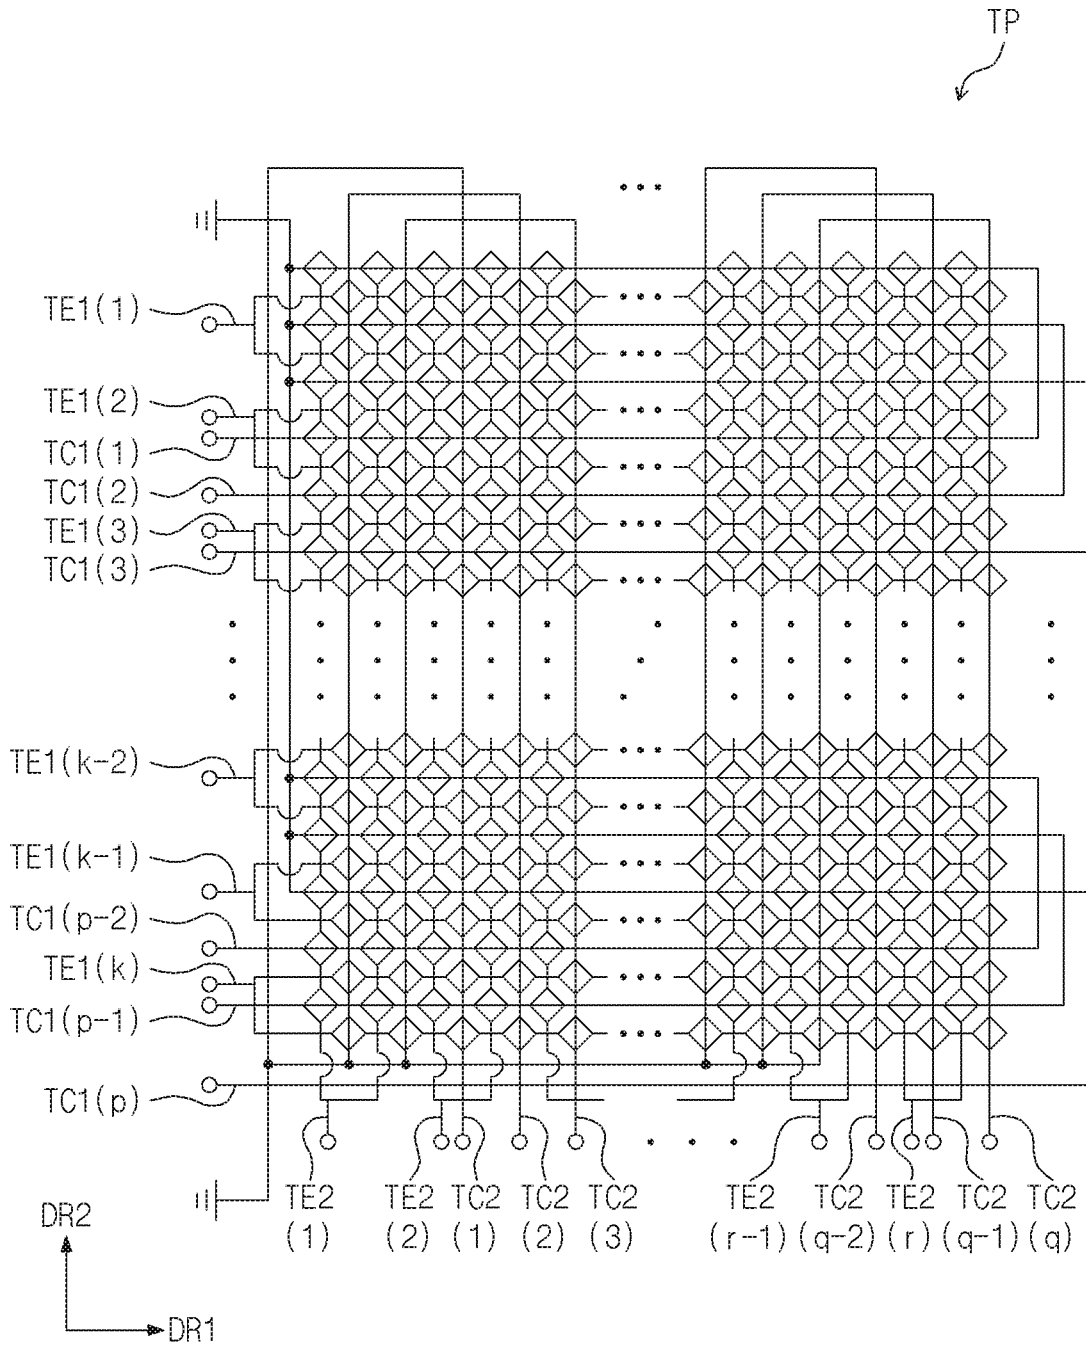 TP
TE1(1)
TE1(2)
TC1(1)
TC1(2)
TE1(3)
TC1(3)
TE1(k-2)
TE1(k-1)
TC1(p-2)
TE1(k)
TC1(p-1)
TC1(p)
TE2 TE2 TC2 TC2 TC2 TE2 TC2 TE2 TC2 TC2
(1) (2) (1) (2) (3) (r-1) (q-2) (r) (q-1) (q)
DR2
DR1